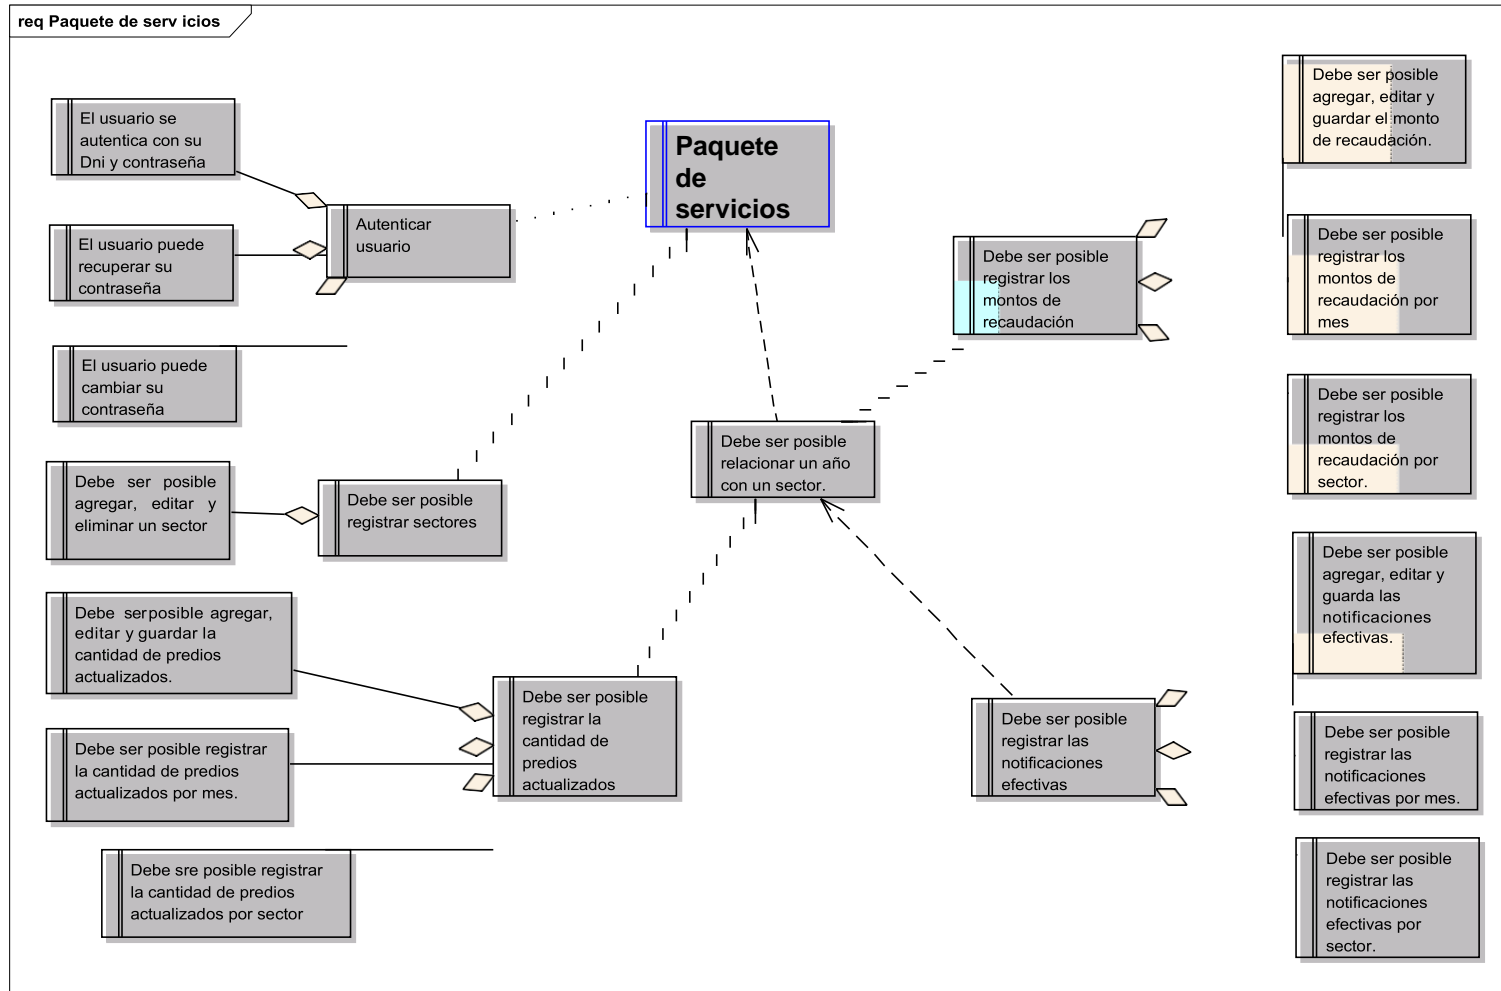 req Paquete de serv icios
El usuario se
autentica con su
Dni y contraseña
El usuario puede
recuperar su
contraseña
Autenticar
usuario
El usuario puede
cambiar su
contraseña
Debe ser posible
agregar, editar y
eliminar un sector
Debe ser posible
registrar sectores
Debe serposible agregar,
editar y guardar la
cantidad de predios
actualizados.
Debe ser posible registrar
la cantidad de predios
actualizados por mes.
Debe sre posible registrar
la cantidad de predios
actualizados por sector
Debe ser posible
registrar la
cantidad de
predios
actualizados
Paquete
de
servicios
Debe ser posible
relacionar un año
con un sector.
Debe ser posible
registrar los
montos de
recaudación
Debe ser posible
registrar las
notificaciones
efectivas
Debe ser posible
agregar, editar y
guardar el monto
de recaudación.
Debe ser posible
registrar los
montos de
recaudación por
mes
Debe ser posible
registrar los
montos de
recaudación por
sector.
Debe ser posible
agregar, editar y
guarda las
notificaciones
efectivas.
Debe ser posible
registrar las
notificaciones
efectivas por mes.
Debe ser posible
registrar las
notificaciones
efectivas por
sector.